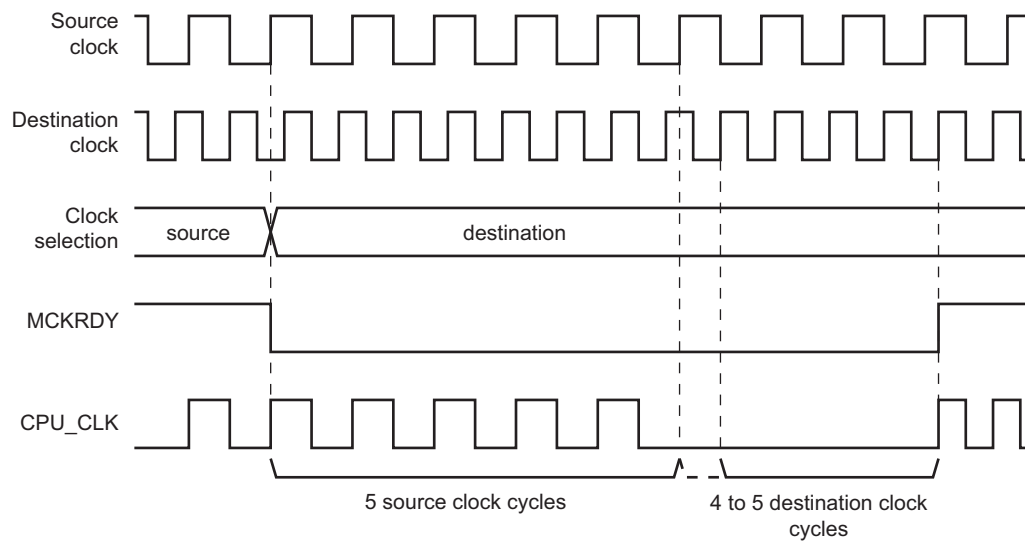 Source
clock
Destination
clock
Clock
selection
source
destination
MCKRDY
CPU_CLK
5 source clock cycles
4 to 5 destination clock
cycles